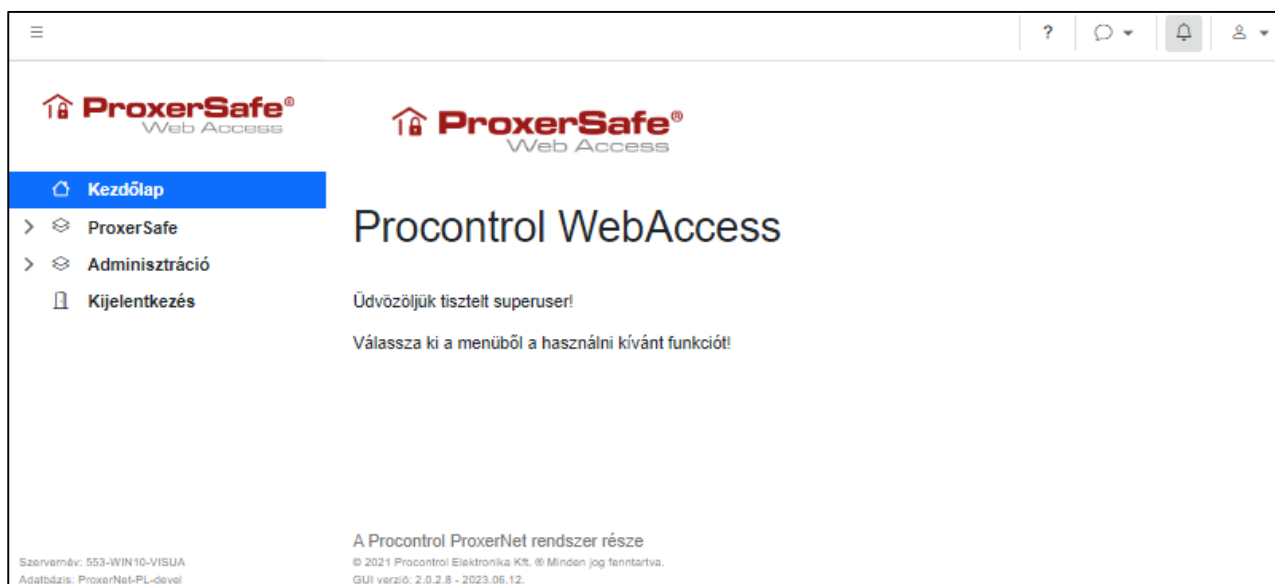 ?
ProxerSafe®
Web Access
Kezdőlap
ProxerSafe
Adminisztráció
Kijelentkezés
Szervernév: 553-WIN10-VISUA
Adatbázis: ProxerNet-PL-devel
ProxerSafe®
Web Access
Procontrol WebAccess
Üdvözöljük tisztelt superuser!
Válassza ki a menüből a használni kívánt funkciót!
A Procontrol ProxerNet rendszer része
© 2021 Procontrol Elektronika Kft. ® Minden jog fenntartva.
GUI verzió: 2.0.2.8 - 2023.06.12.